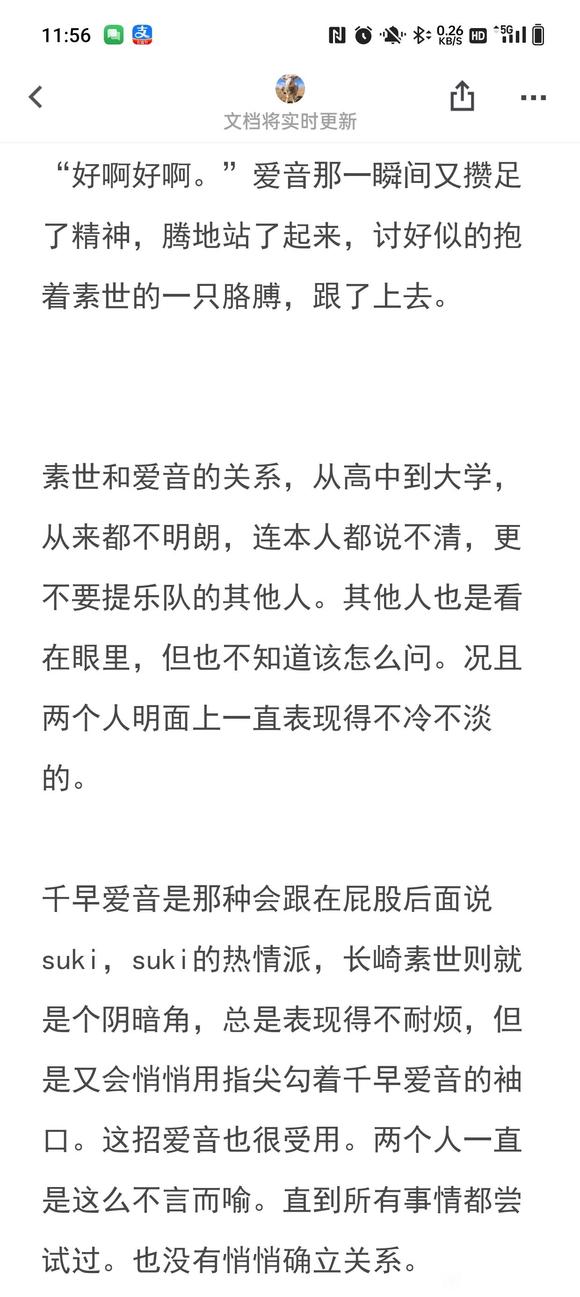 11:56
0.26
KB/S
HD
5G
文档将实时更新
“好啊好啊。”爱音那一瞬间又攒足
了精神，腾地站了起来，讨好似的抱
着素世的一只胳膊，跟了上去。
素世和爱音的关系，从高中到大学，
从来都不明朗，连本人都说不清，更
不要提乐队的其他人。其他人也是看
在眼里，但也不知道该怎么问。况且
两个人明面上一直表现得不冷不淡
的。
千早爱音是那种会跟在屁股后面说
suki，suki的热情派，长崎素世则就
是个阴暗角，总是表现得不耐烦，但
是又会悄悄用指尖勾着千早爱音的袖
口。这招爱音也很受用。两个人一直
是这么不言而喻。直到所有事情都尝
试过。也没有悄悄确立关系。